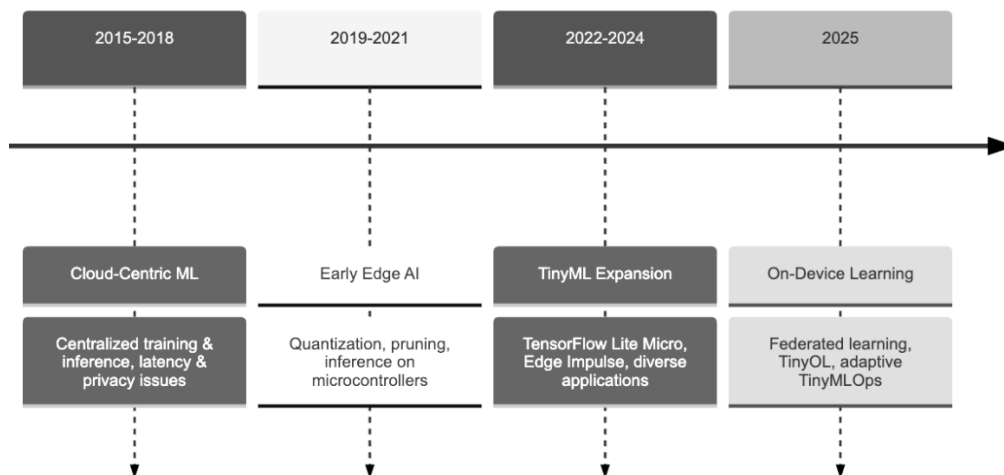 2015-2018
2019-2021
2022-2024
2025
Cloud-Centric ML
Early Edge AI
TinyML Expansion
On-Device Learning
Centralized training &
inference, latency &
privacy issues
Quantization, pruning,
inference on
microcontrollers
TensorFlow Lite Micro,
Edge Impulse, diverse
applications
Federated learning,
TinyOL, adaptive
TinyMLOps